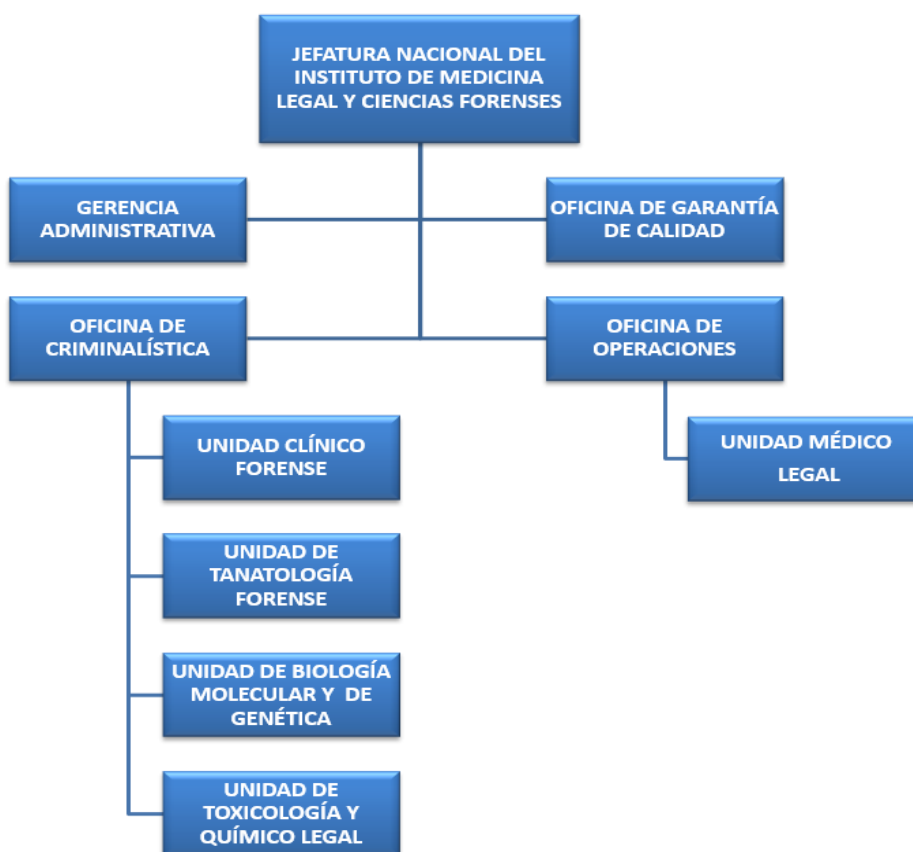 JEFATURA NACIONAL DEL
INSTITUTO DE MEDICINA
LEGAL Y CIENCIAS FORENSES
GERENCIA
ADMINISTRATIVA
OFICINA DE GARANTÍA
DE CALIDAD
OFICINA DE
CRIMINALÍSTICA
OFICINA DE
OPERACIONES
UNIDAD CLÍNICO
FORENSE
UNIDAD DE
TANATOLOGÍA
FORENSE
UNIDAD DE BIOLOGÍA
MOLECULAR Y DE
GENÉTICA
UNIDAD DE
TOXICOLOGÍA Y
QUÍMICO LEGAL
UNIDAD MÉDICO
LEGAL